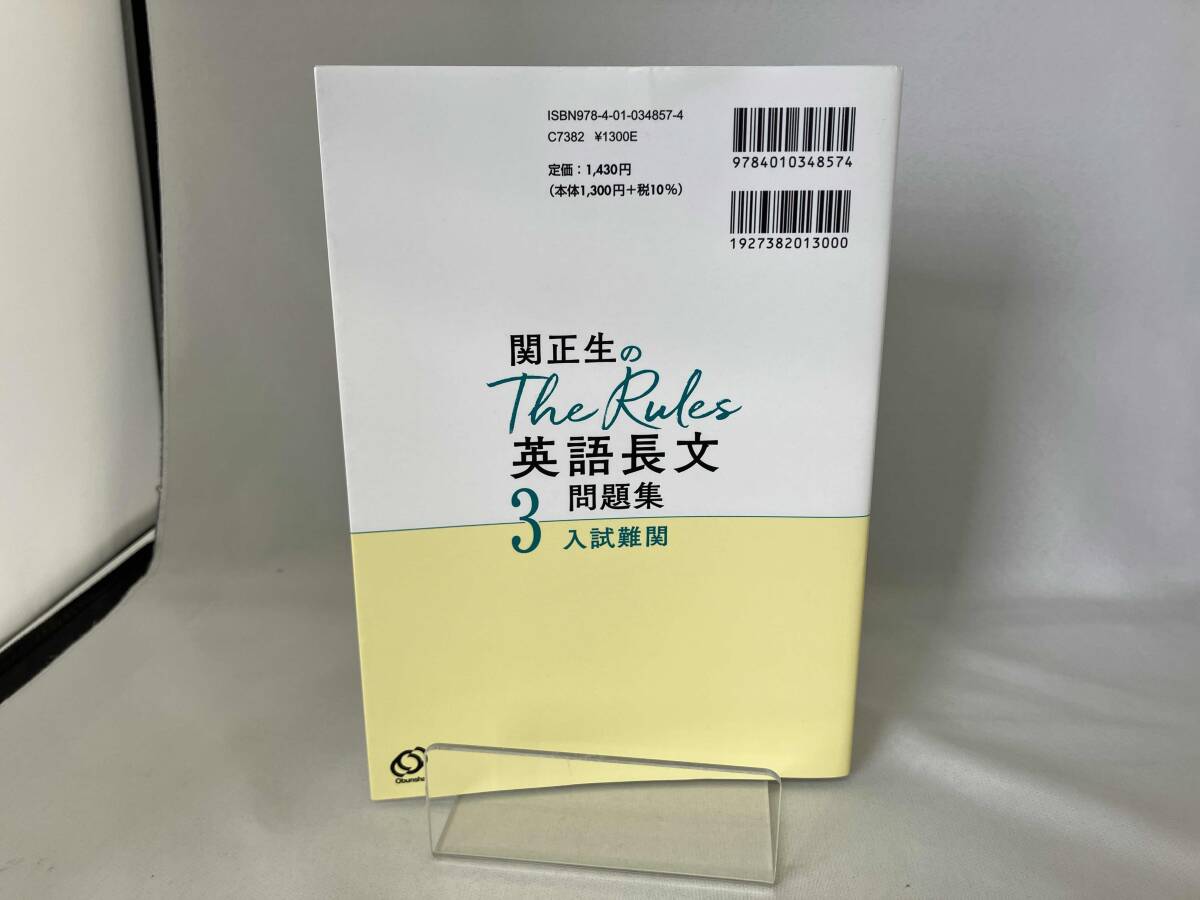 ISBN978-4-01-034857-4
C7382 ¥1300E
定価：1,430円
（本体1,300円＋税10％）
9784010348574
1927382013000
関正生の
The Rules
英語長文
3 問題集
入試難関
Obunsha